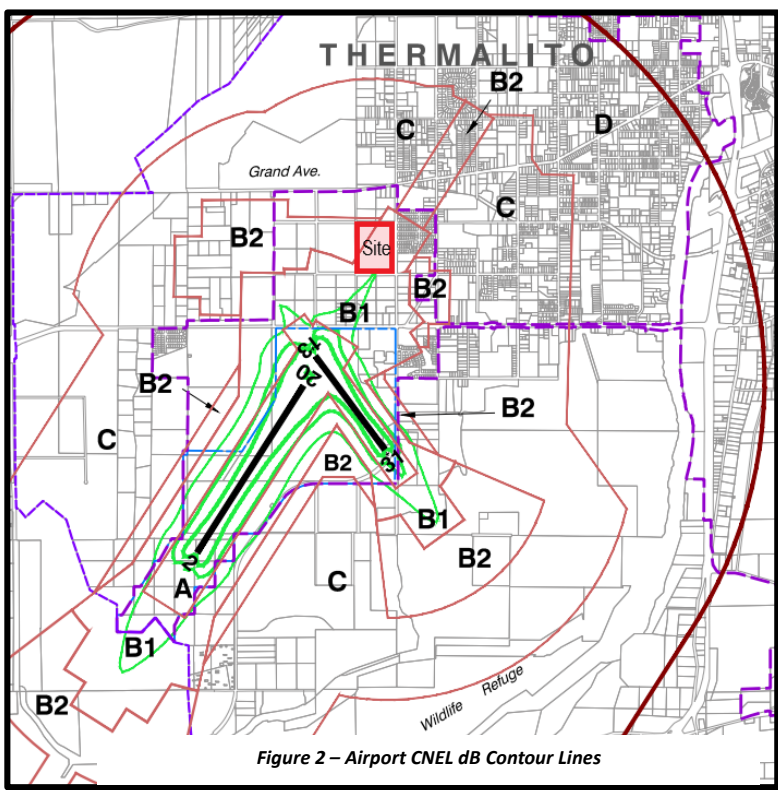 THERMALITO
B2
C
D
Grand Ave.
C
B2
Site
B2
B1
13
20
B2
B2
C
B2
31
B1
B2
2
A
C
B1
B2
Wildlife Refuge
Figure 2 – Airport CNEL dB Contour Lines